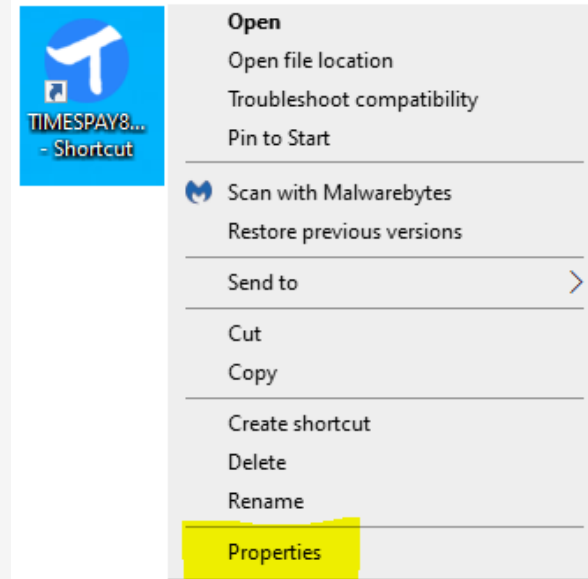 TIMESPAY8...
- Shortcut
Open
Open file location
Troubleshoot compatibility
Pin to Start
Scan with Malwarebytes
Restore previous versions
Send to
Cut
Copy
Create shortcut
Delete
Rename
Properties